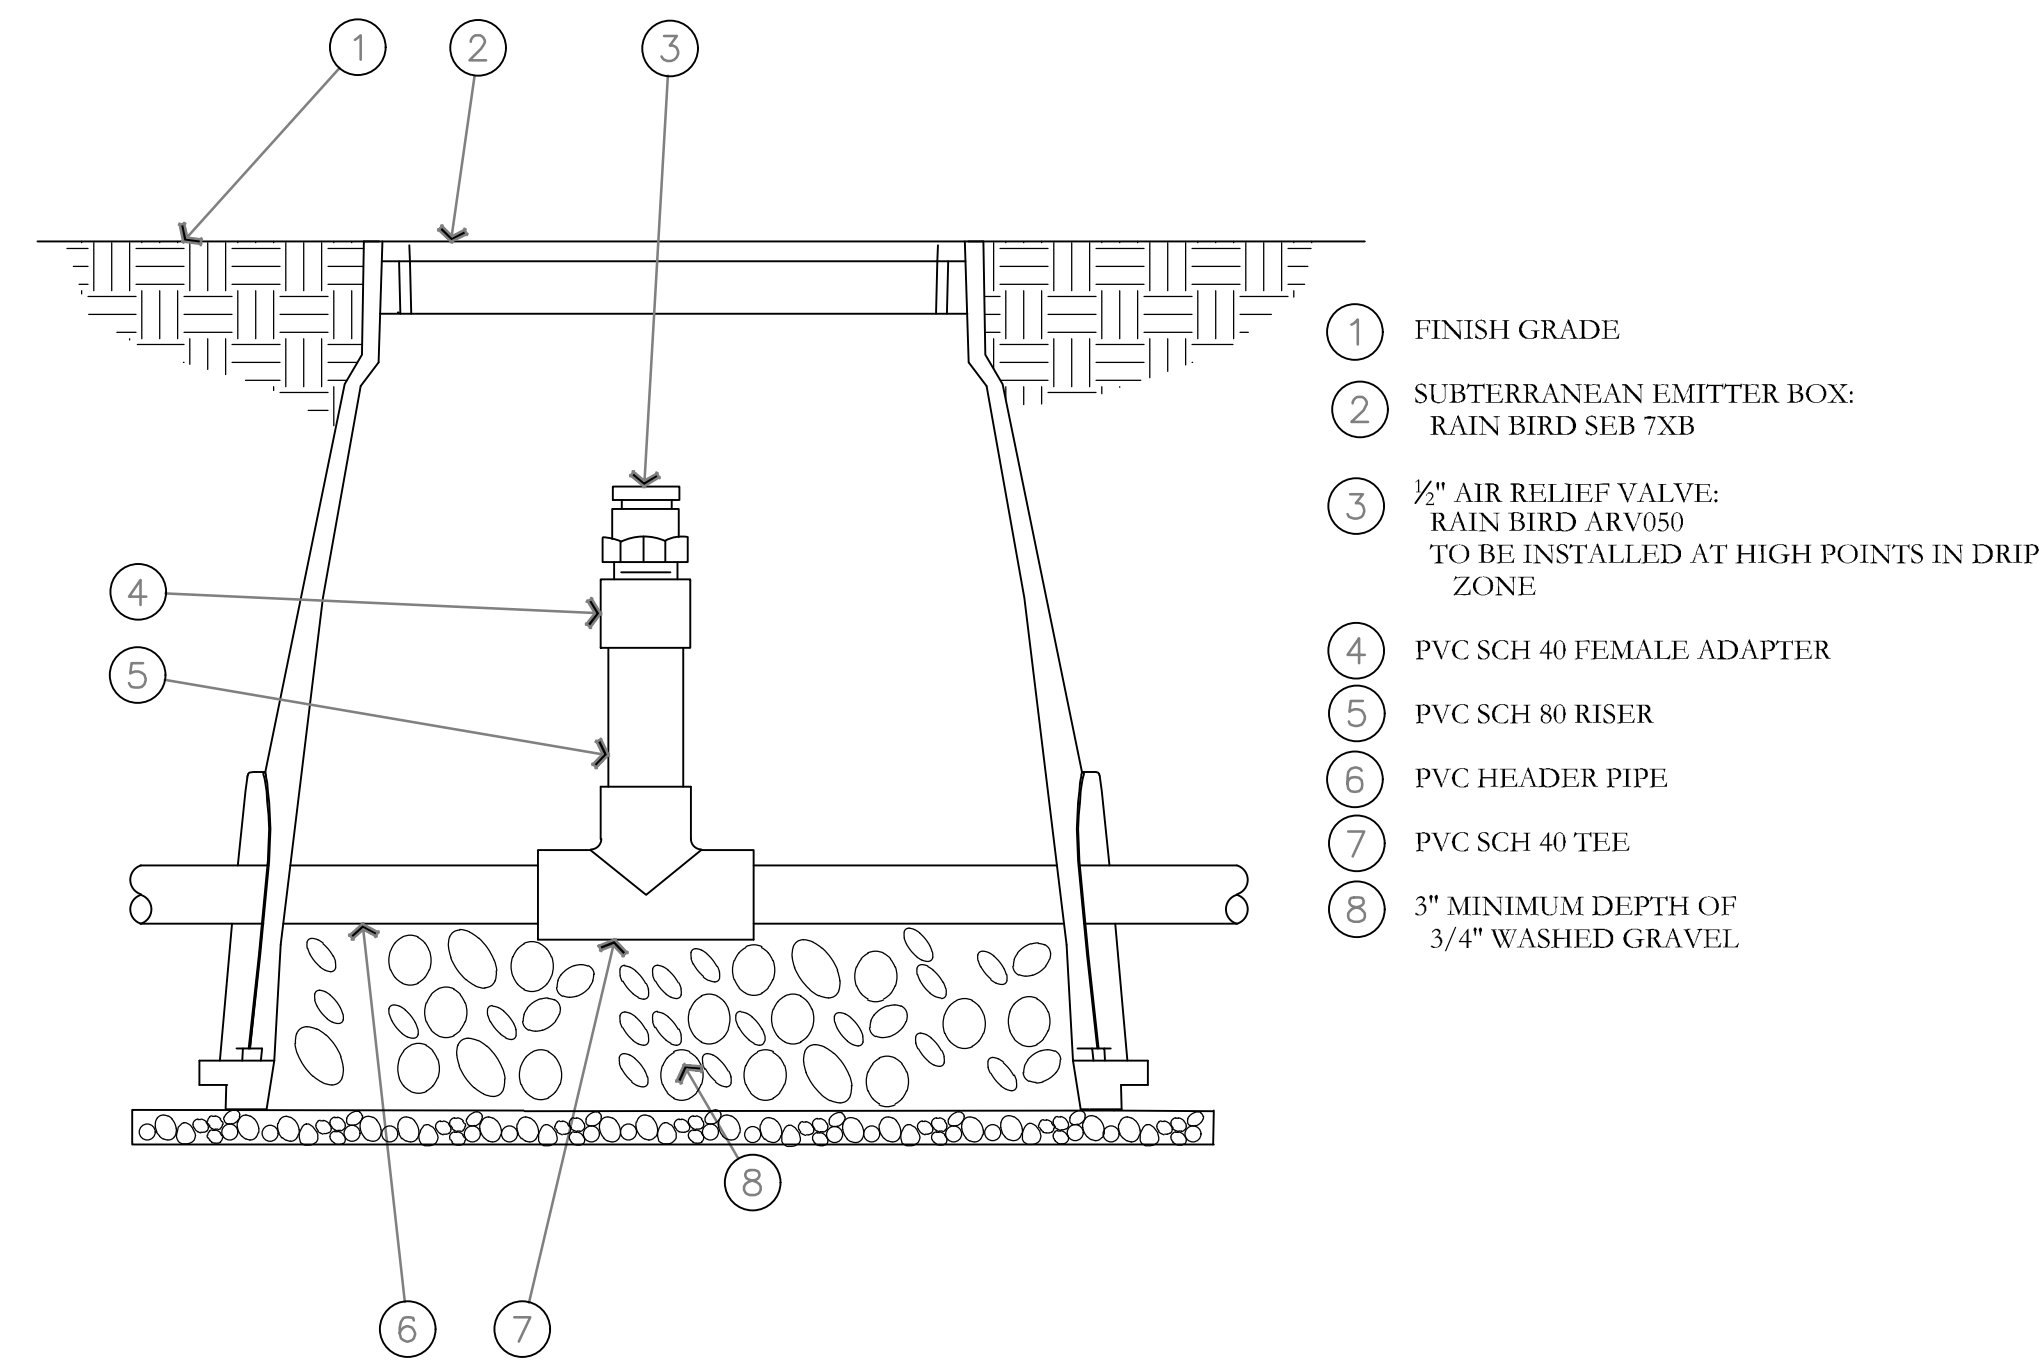 1
2
3
4
5
8
6
7
1 FINISH GRADE
2 SUBTERRANEAN EMITTER BOX:
RAIN BIRD SEB 7XB
3 ½" AIR RELIEF VALVE:
RAIN BIRD ARV050
TO BE INSTALLED AT HIGH POINTS IN DRIP
ZONE
4 PVC SCH 40 FEMALE ADAPTER
5 PVC SCH 80 RISER
6 PVC HEADER PIPE
7 PVC SCH 40 TEE
8 3" MINIMUM DEPTH OF
3/4" WASHED GRAVEL